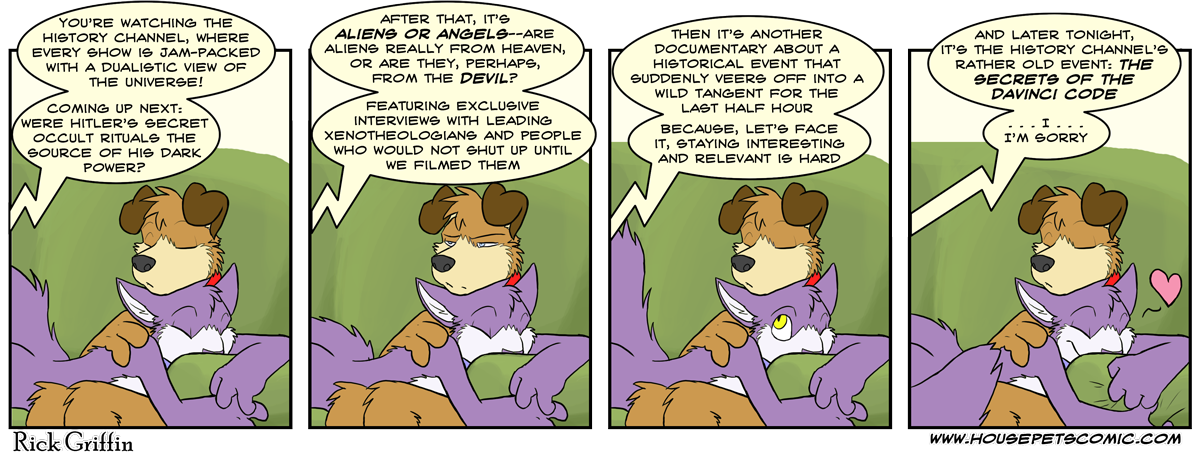 YOU'RE WATCHING THE
HISTORY CHANNEL, WHERE
EVERY SHOW IS JAM-PACKED
WITH A DUALISTIC VIEW OF
THE UNIVERSE!
COMING UP NEXT:
WERE HITLER'S SECRET
OCCULT RITUALS THE
SOURCE OF HIS DARK
POWER?
AFTER THAT, IT'S
ALIENS OR ANGELS--ARE
ALIENS REALLY FROM HEAVEN,
OR ARE THEY, PERHAPS,
FROM THE DEVIL?
FEATURING EXCLUSIVE
INTERVIEWS WITH LEADING
XENOTHEOLOGIANS AND PEOPLE
WHO WOULD NOT SHUT UP UNTIL
WE FILMED THEM
THEN IT'S ANOTHER
DOCUMENTARY ABOUT A
HISTORICAL EVENT THAT
SUDDENLY VEERS OFF INTO A
WILD TANGENT FOR THE
LAST HALF HOUR
BECAUSE, LET'S FACE
IT, STAYING INTERESTING
AND RELEVANT IS HARD
AND LATER TONIGHT,
IT'S THE HISTORY CHANNEL'S
RATHER OLD EVENT: THE
SECRETS OF THE
DAVINCI CODE
...I...
I'M SORRY
Rick Griffin
WWW.HOUSEPETSCOMIC.COM